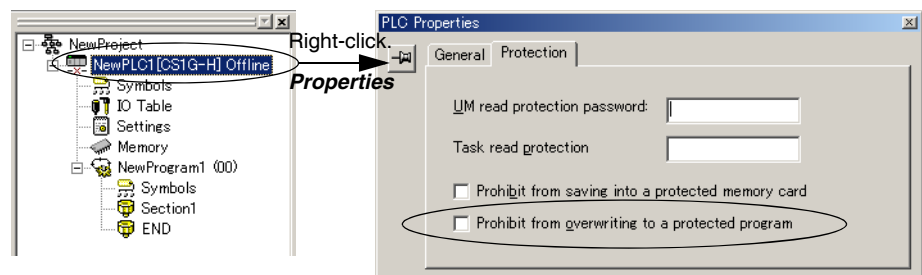 NewProject
NewPLC1[CS1G-H] Offline
Symbols
IO Table
Settings
Memory
NewProgram1 (00)
Symbols
Section1
END
Right-click.
Properties
PLC Properties
General Protection
UM read protection password:
Task read protection
Prohibit from saving into a protected memory card
Prohibit from overwriting to a protected program